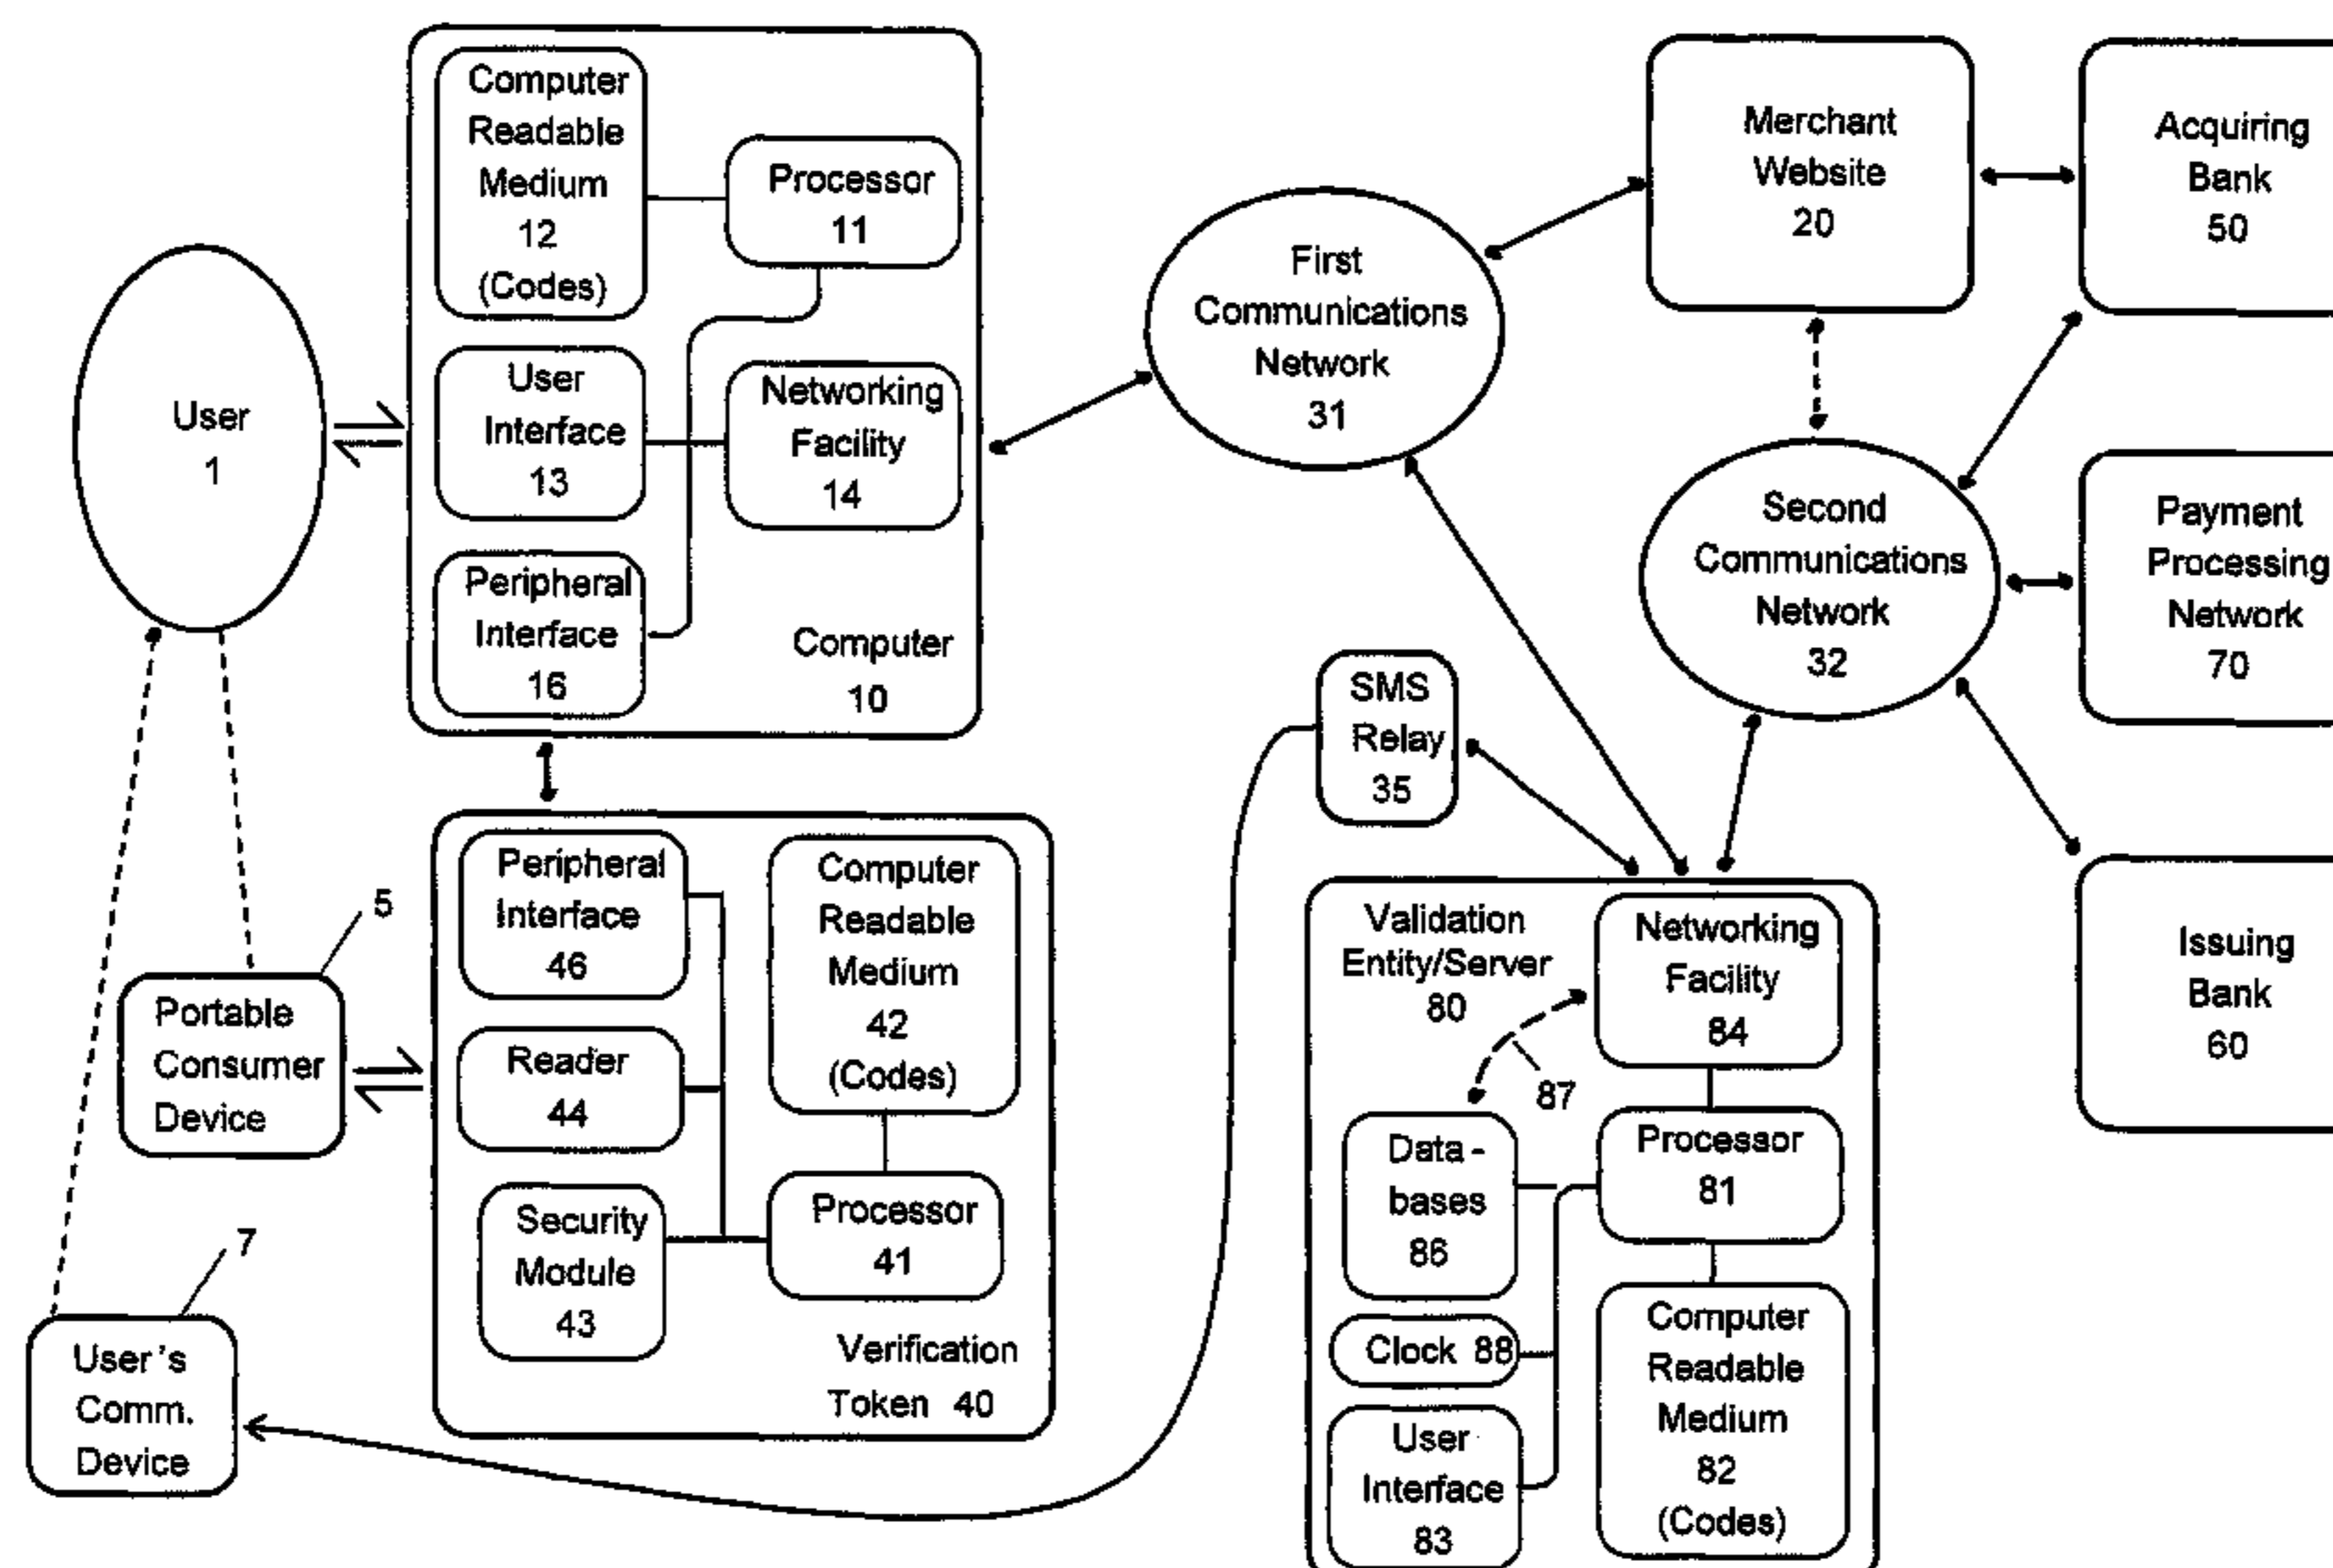 Computer
Readable
Medium
12
(Codes)
Processor
11
User
Interface
13
Networking
Facility
14
Peripheral
Interface
16
Computer
10
User
1
First
Communications
Network
31
Merchant
Website
20
Acquiring
Bank
50
Second
Communications
Network
32
Payment
Processing
Network
70
Issuing
Bank
60
SMS
Relay
35
5
Portable
Consumer
Device
7
User's
Comm.
Device
Peripheral
Interface
46
Computer
Readable
Medium
42
(Codes)
Reader
44
Security
Module
43
Processor
41
Verification
Token 40
Validation
Entity/Server
80
Networking
Facility
84
87
Data-
bases
86
Processor
81
Clock 88
User
Interface
83
Computer
Readable
Medium
82
(Codes)